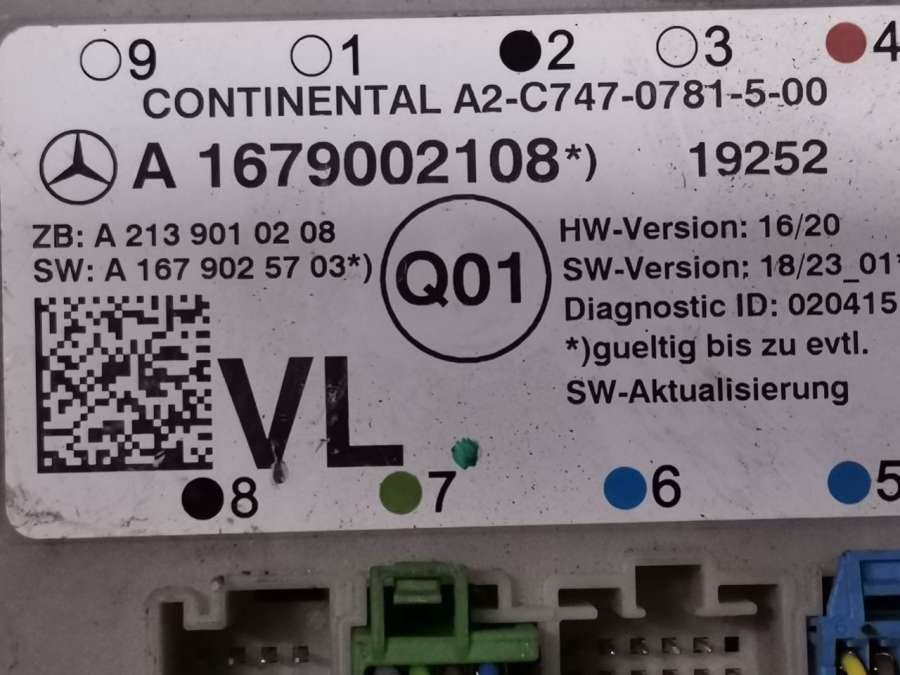 9 1 2 3 4
CONTINENTAL A2-C747-0781-5-00
A 1679002108*) 19252
ZB: A 213 901 02 08
SW: A 167 902 57 03*)
Q01
HW-Version: 16/20
SW-Version: 18/23_01*
Diagnostic ID: 020415
*)gueltig bis zu evtl.
SW-Aktualisierung
VL
8 7 6 5